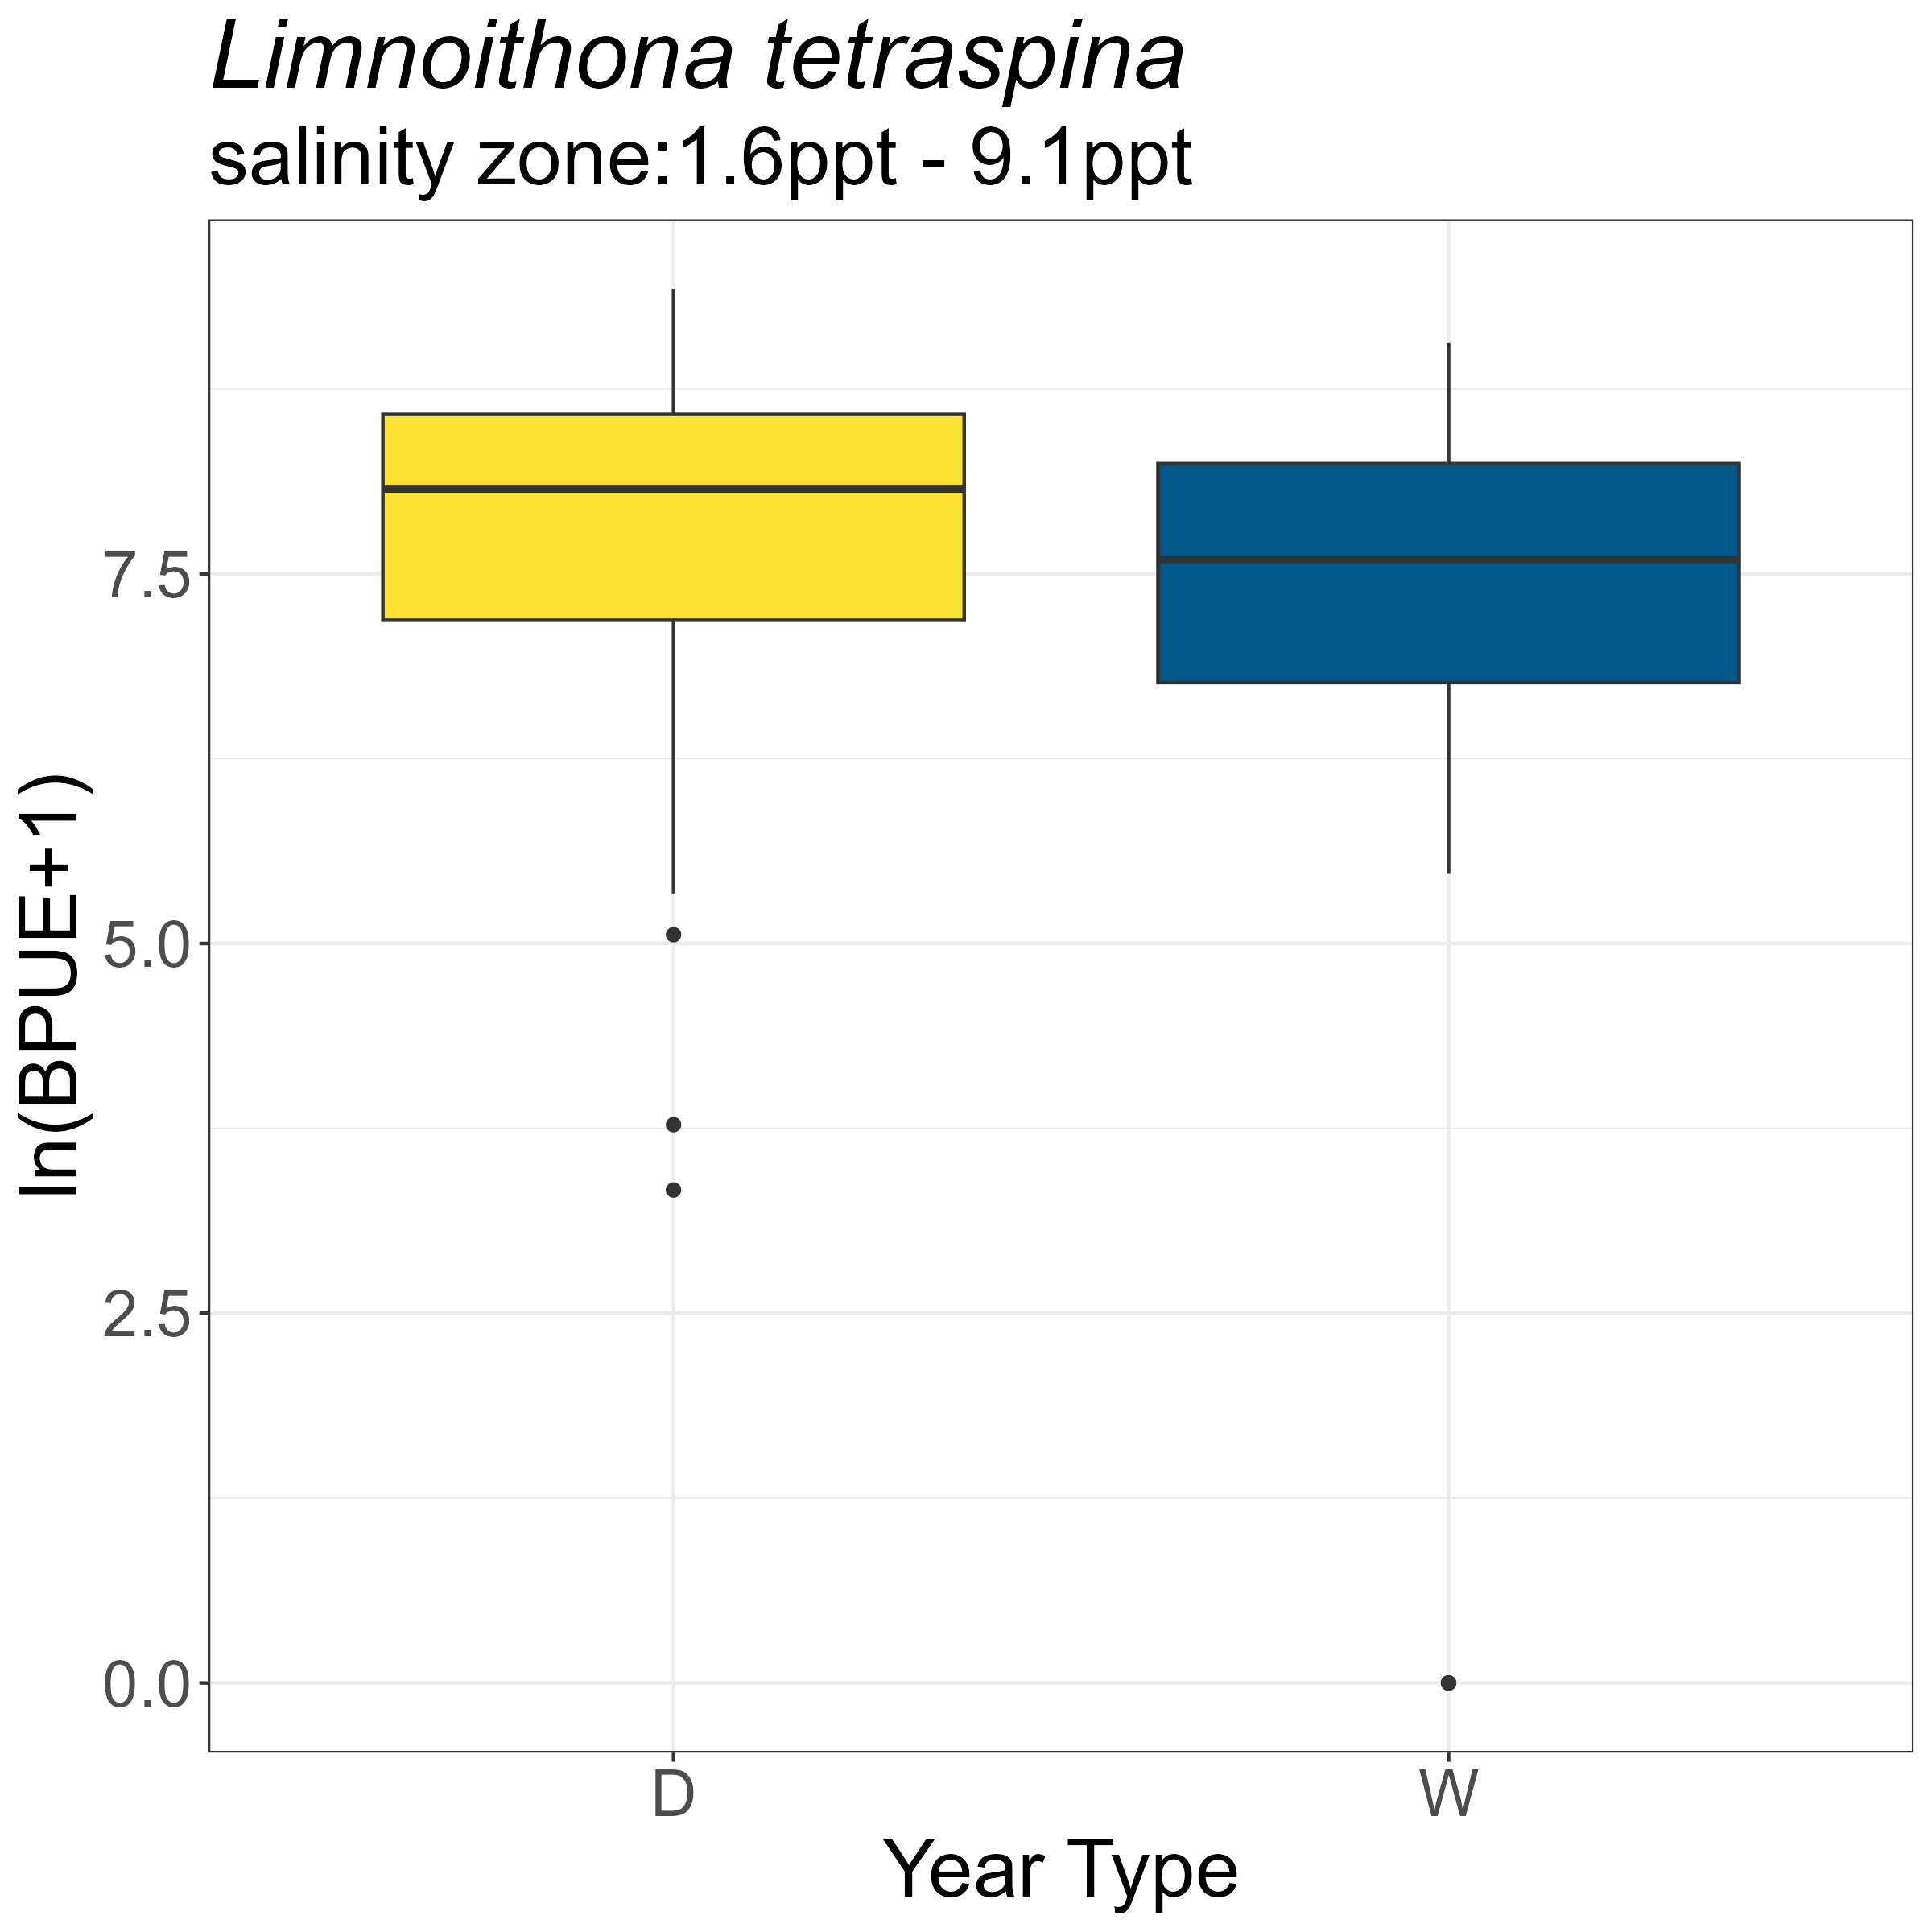 Limnoithona tetraspina
salinity zone:1.6ppt - 9.1ppt
ln(BPUE+1)
7.5
5.0
2.5
0.0
D
W
Year Type